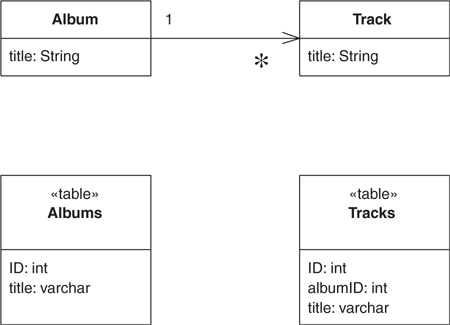 Album
1
Track
title: String
*
title: String
«table»
Albums
«table»
Tracks
ID: int
title: varchar
ID: int
albumID: int
title: varchar